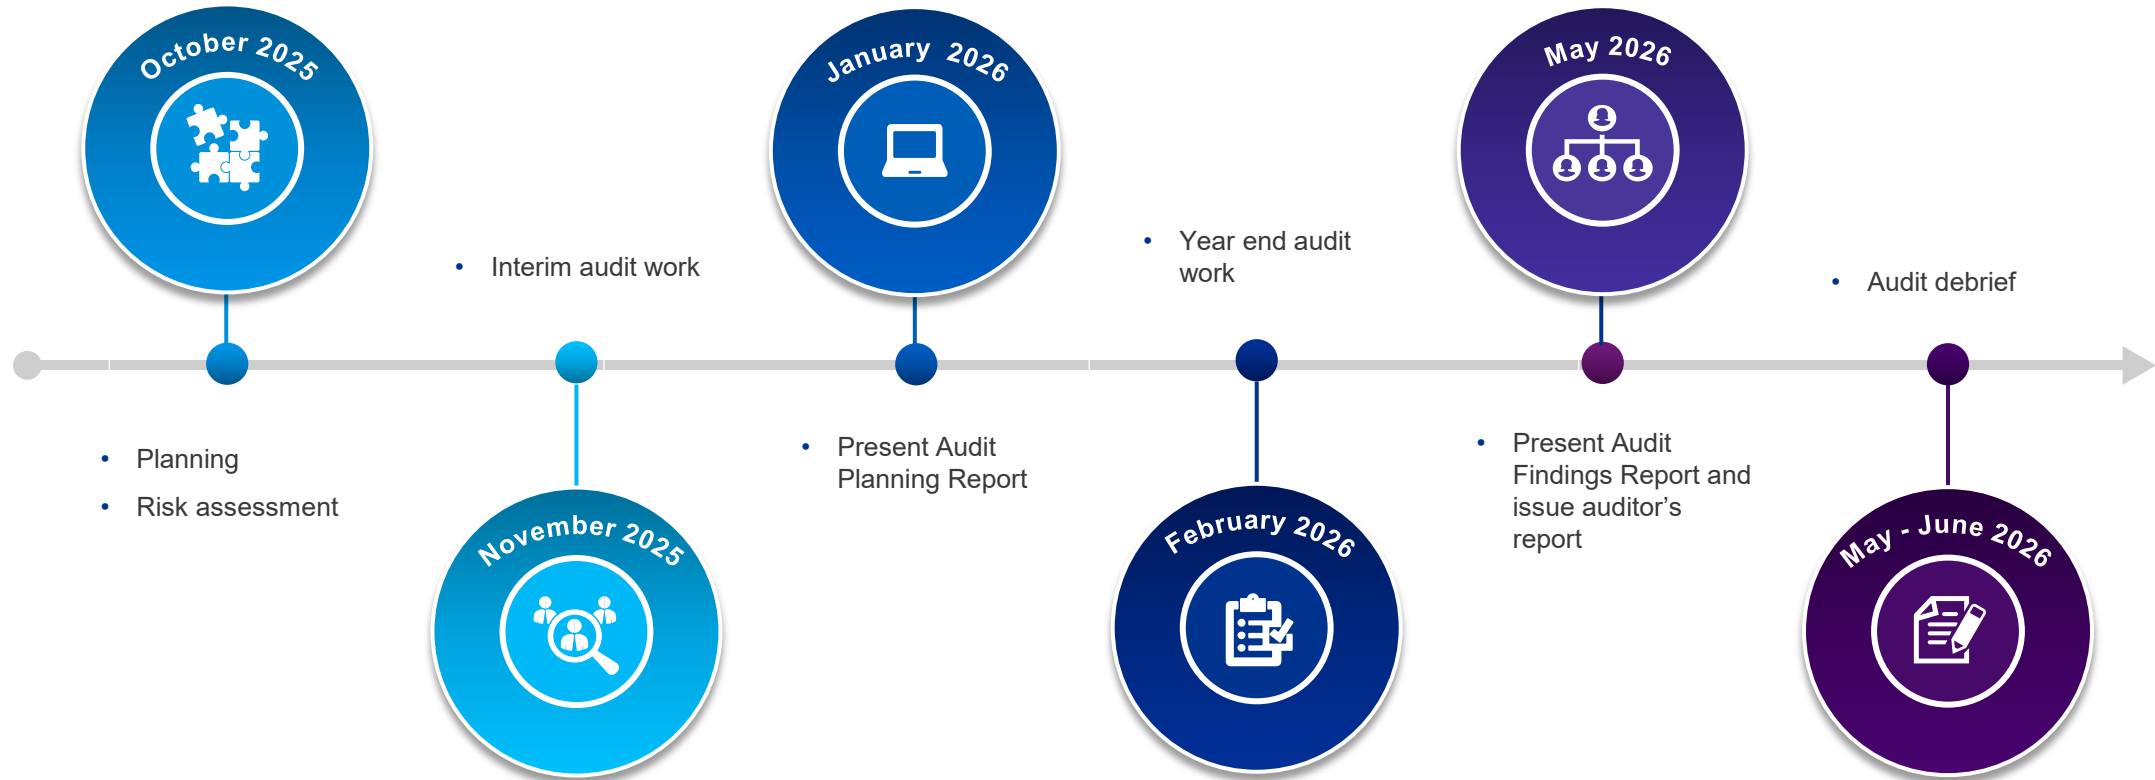 October 2025
• Planning
• Risk assessment
• Interim audit work
November 2025
January 2026
• Present Audit
Planning Report
• Year end audit
work
February 2026
May 2026
• Present Audit
Findings Report and
issue auditor’s
report
• Audit debrief
May - June 2026